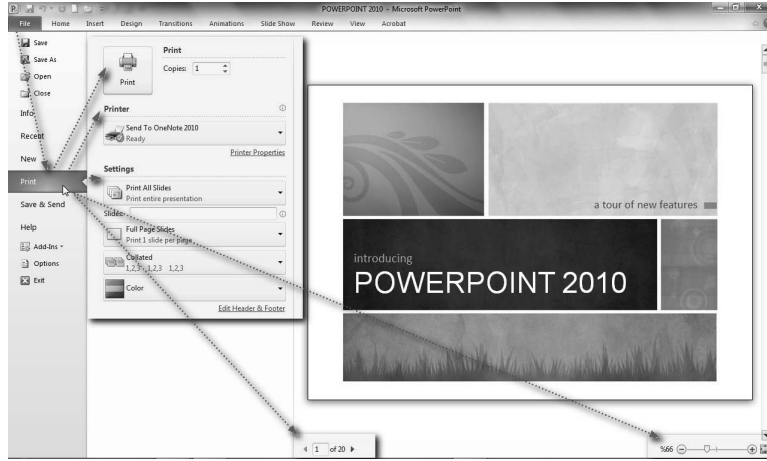 POWERPOINT 2010 - Microsoft PowerPoint
File Home Insert Design Transitions Animations Slide Show Review View Acrobat
Save
Save As
Open
Close
Info
Recent
New
Print
Save & Send
Help
Add-Ins
Options
Exit
Print
Print
Copies: 1
Printer
Send To OneNote 2010
Ready
Printer Properties
Settings
Print All Slides
Print entire presentation
Slides:
Full Page Slides
Print 1 slide per page
Collated
1,2,3 1,2,3 1,2,3
Color
Edit Header & Footer
a tour of new features
introducing
POWERPOINT 2010
1 of 20
%66